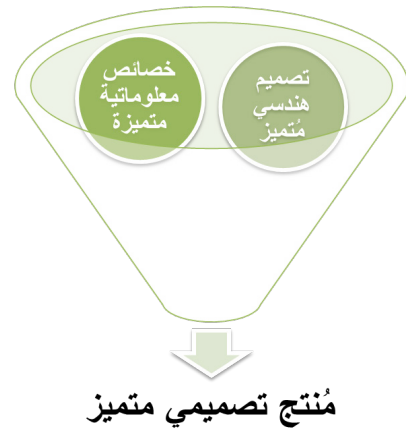 تصميم
هندسي
مُتميز
خصائص
معلوماتية
متميزة
مُنتج تصميمي متميز